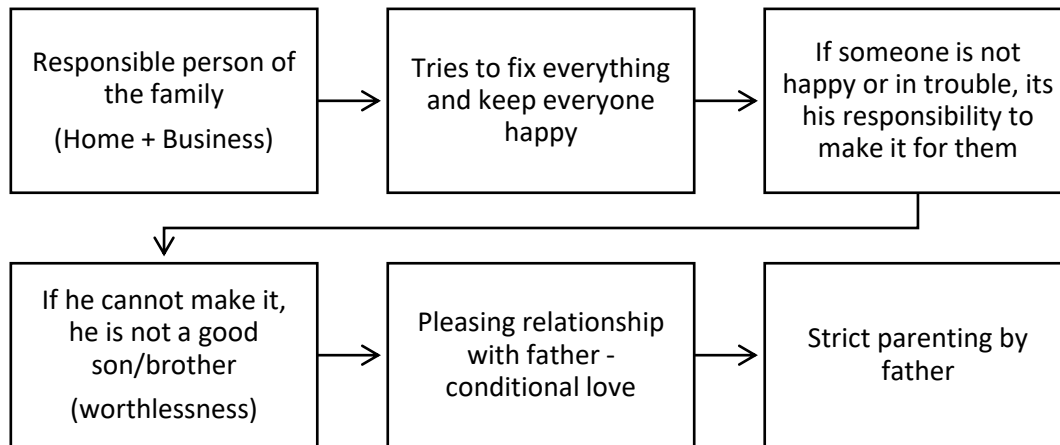 Responsible person of
the family
(Home + Business)
Tries to fix everything
and keep everyone
happy
If someone is not
happy or in trouble, its
his responsibility to
make it for them
If he cannot make it,
he is not a good
son/brother
(worthlessness)
Pleasing relationship
with father -
conditional love
Strict parenting by
father